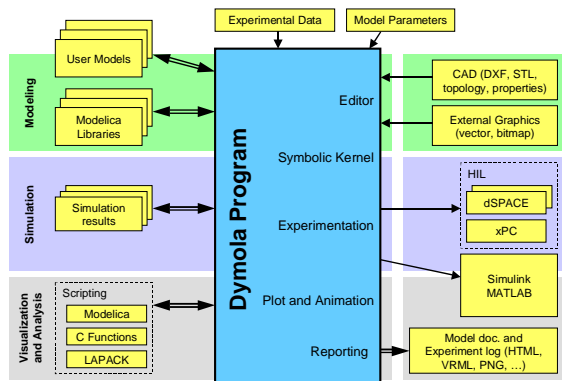 Experimental Data
Model Parameters
User Models
Modelica
Libraries
Modeling
Simulation
results
Simulation
Scripting
Modelica
C Functions
LAPACK
Visualization
and Analysis
Dymola Program
Editor
Symbolic Kernel
Experimentation
Plot and Animation
Reporting
CAD (DXF, STL,
topology, properties)
External Graphics
(vector, bitmap)
HIL
dSPACE
xPC
Simulink
MATLAB
Model doc. and
Experiment log (HTML,
VRML, PNG, …)